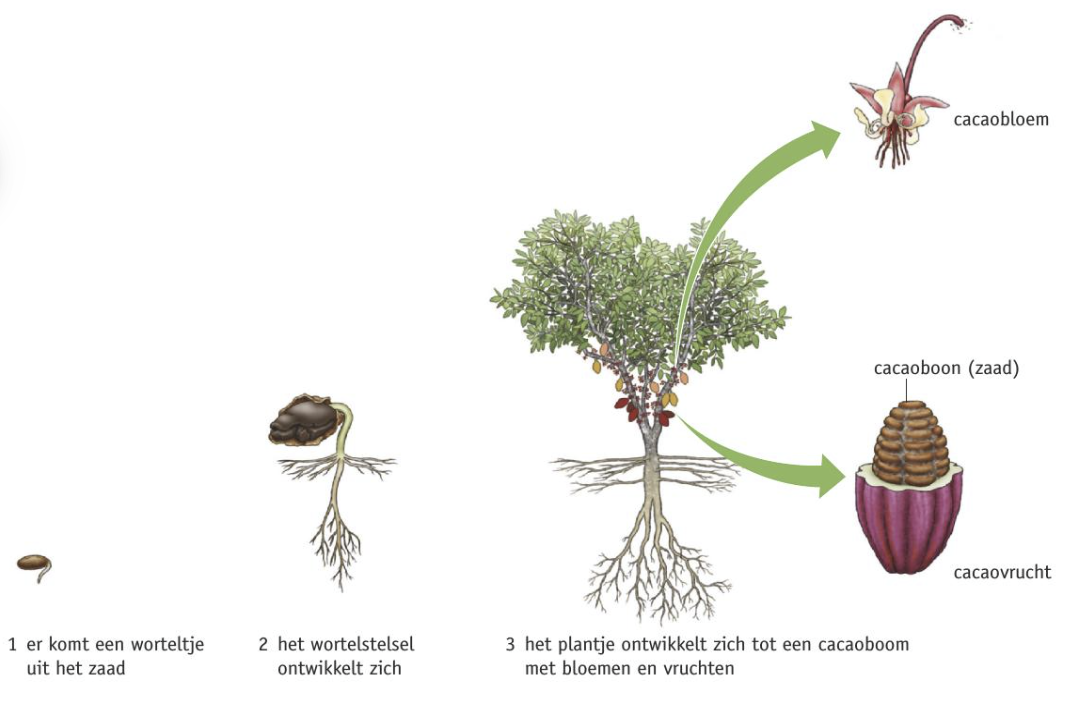 cacaobloem
cacaoboon (zaad)
cacaovrucht
1 er komt een worteltje
uit het zaad
2 het wortelstelsel
ontwikkelt zich
3 het plantje ontwikkelt zich tot een cacaoboom
met bloemen en vruchten